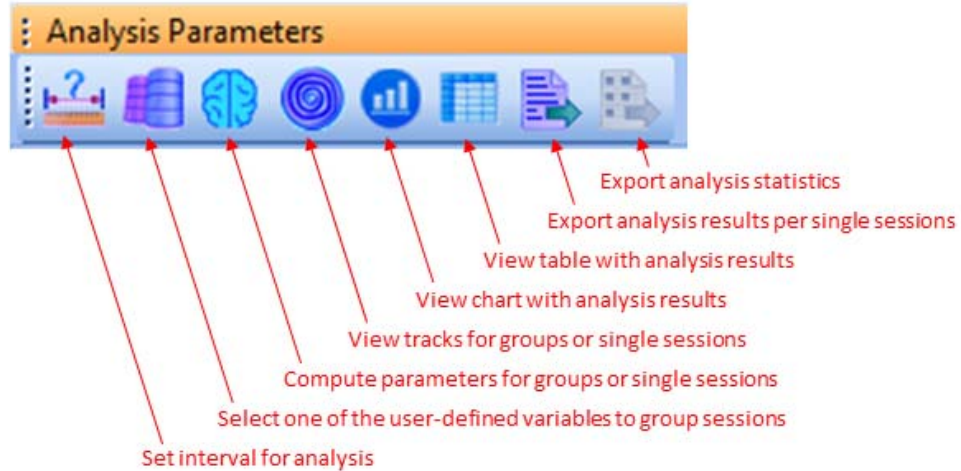 Analysis Parameters
?
Export analysis statistics
Export analysis results per single sessions
View table with analysis results
View chart with analysis results
View tracks for groups or single sessions
Compute parameters for groups or single sessions
Select one of the user-defined variables to group sessions
Set interval for analysis